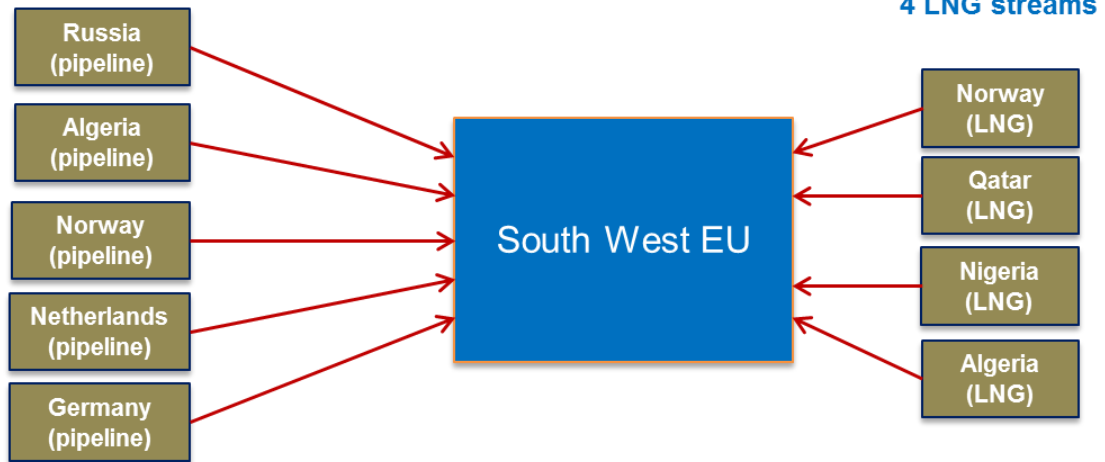 4 LNG streams
Russia
(pipeline)
Algeria
(pipeline)
Norway
(pipeline)
Netherlands
(pipeline)
Germany
(pipeline)
South West EU
Norway
(LNG)
Qatar
(LNG)
Nigeria
(LNG)
Algeria
(LNG)